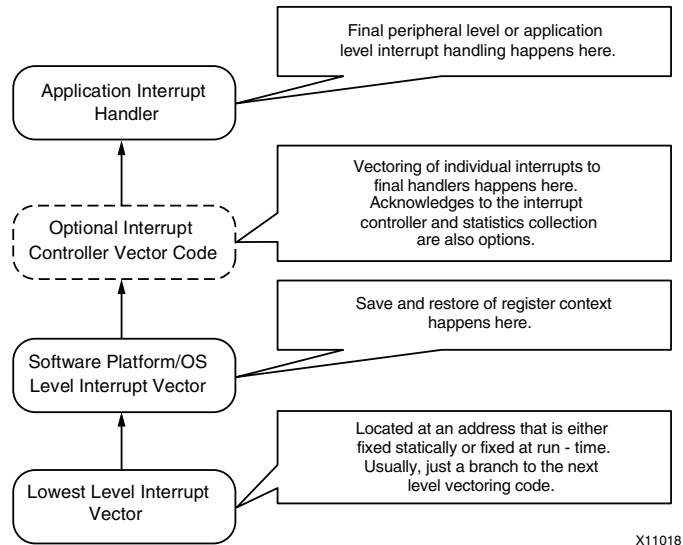 Final peripheral level or application
level interrupt handling happens here.
Application Interrupt
Handler
Vectoring of individual interrupts to
final handlers happens here.
Acknowledges to the interrupt
controller and statistics collection
are also options.
Optional Interrupt
Controller Vector Code
Save and restore of register context
happens here.
Software Platform/OS
Level Interrupt Vector
Located at an address that is either
fixed statically or fixed at run - time.
Usually, just a branch to the next
level vectoring code.
Lowest Level Interrupt
Vector
X11018